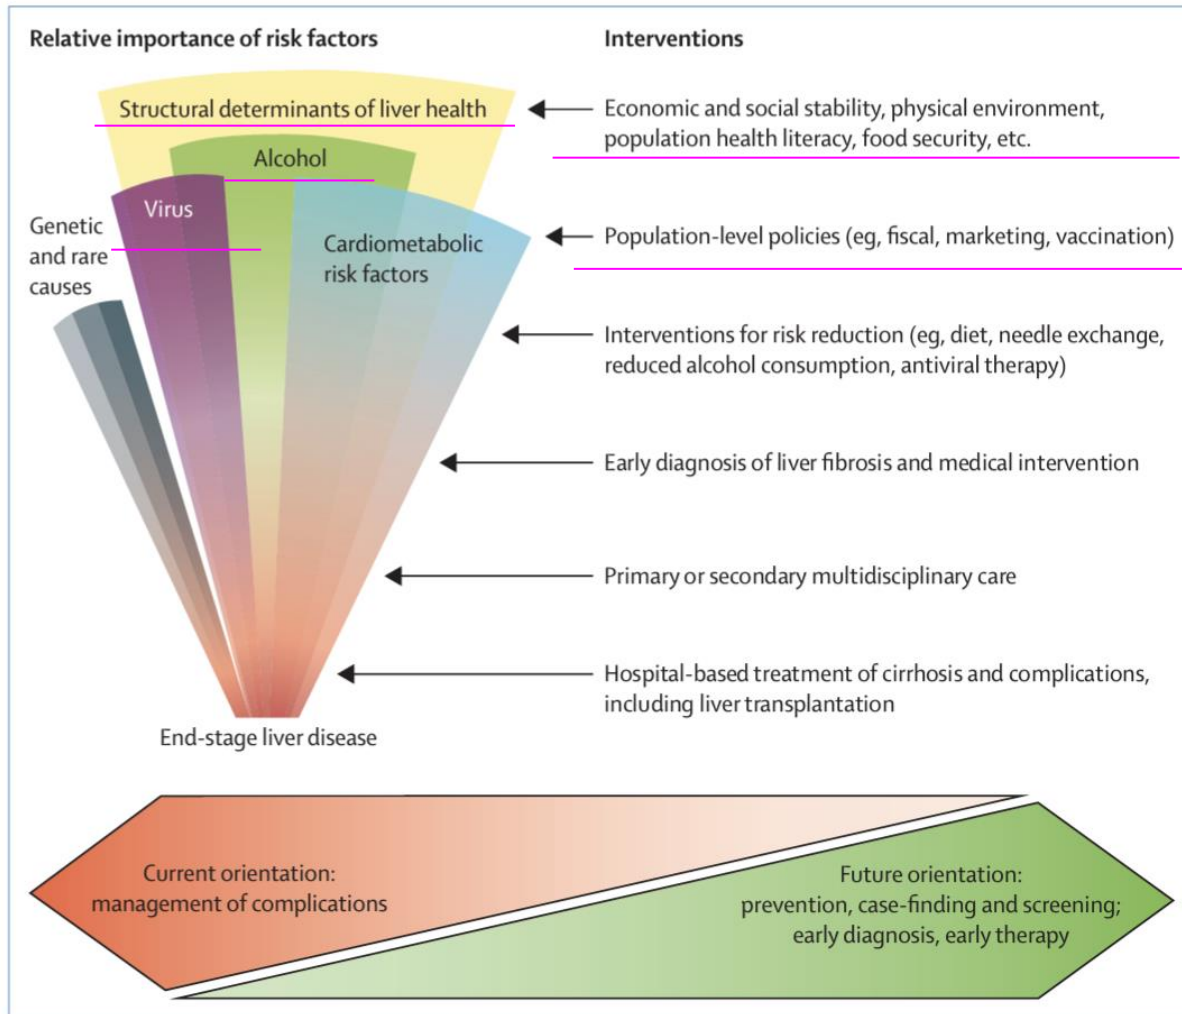 Relative importance of risk factors
Interventions
Structural determinants of liver health
Alcohol
Virus
Genetic
and rare
causes
Cardiometabolic
risk factors
Economic and social stability, physical environment,
population health literacy, food security, etc.
Population-level policies (eg, fiscal, marketing, vaccination)
Interventions for risk reduction (eg, diet, needle exchange,
reduced alcohol consumption, antiviral therapy)
Early diagnosis of liver fibrosis and medical intervention
Primary or secondary multidisciplinary care
Hospital-based treatment of cirrhosis and complications,
including liver transplantation
End-stage liver disease
Current orientation:
management of complications
Future orientation:
prevention, case-finding and screening;
early diagnosis, early therapy